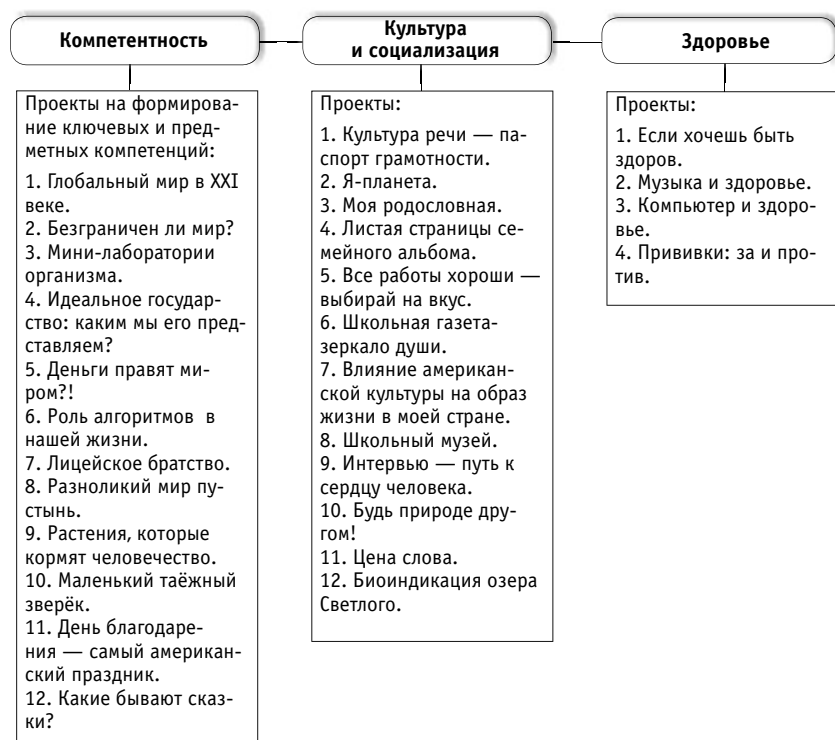 Компетентность
Проекты на формирова-
ние ключевых и пред-
метных компетенций:
1. Глобальный мир в XXI
веке.
2. Безграничен ли мир?
3. Мини-лаборатории
организма.
4. Идеальное государ-
ство: каким мы его пред-
ставляем?
5. Деньги правят ми-
ром?!
6. Роль алгоритмов в
нашей жизни.
7. Лицейское братство.
8. Разноликий мир пу-
стынь.
9. Растения, которые
кормят человечество.
10. Маленький таёжный
зверёк.
11. День благодаре-
ния — самый американ-
ский праздник.
12. Какие бывают сказ-
ки?
Культура
и социализация
Проекты:
1. Культура речи — па-
спорт грамотности.
2. Я-планета.
3. Моя родословная.
4. Листая страницы се-
мейного альбома.
5. Все работы хороши —
выбирай на вкус.
6. Школьная газета-
зеркало души.
7. Влияние американ-
ской культуры на образ
жизни в моей стране.
8. Школьный музей.
9. Интервью — путь к
сердцу человека.
10. Будь природе дру-
гом!
11. Цена слова.
12. Биоиндикация озера
Светлого.
Здоровье
Проекты:
1. Если хочешь быть
здоров.
2. Музыка и здоровье.
3. Компьютер и здоро-
вье.
4. Прививки: за и про-
тив.